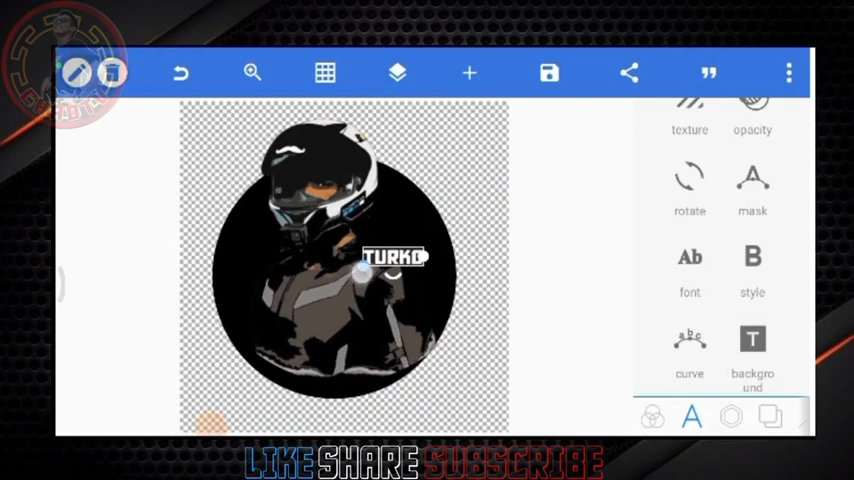 texture opacity
rotate mask
Ab B
font style
abc T
curve backgro
und
A
TURKO
LIKE SHARE SUBSCRIBE